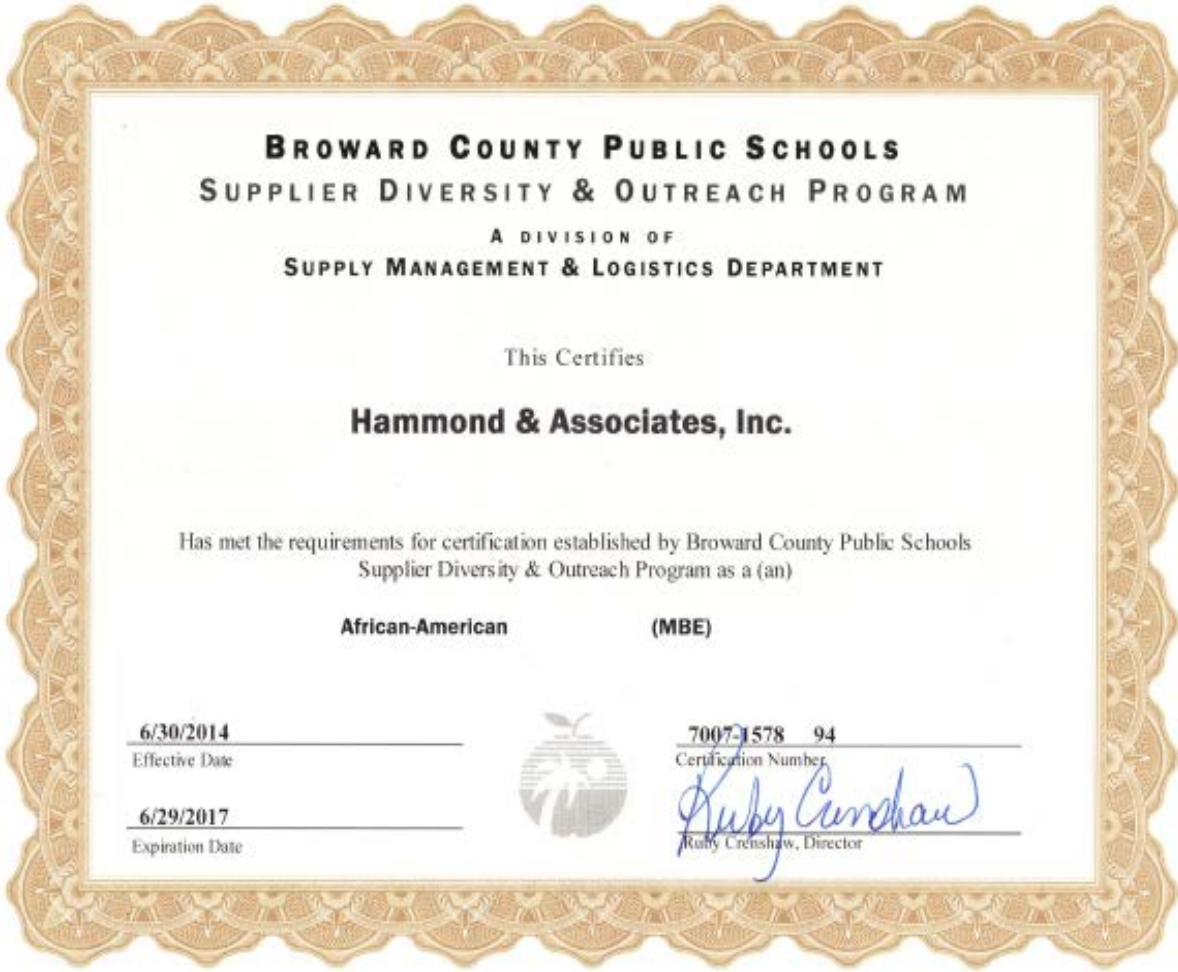 BROWARD COUNTY PUBLIC SCHOOLS
SUPPLIER DIVERSITY & OUTREACH PROGRAM
A DIVISION OF
SUPPLY MANAGEMENT & LOGISTICS DEPARTMENT
This Certifies
Hammond & Associates, Inc.
Has met the requirements for certification established by Broward County Public Schools
Supplier Diversity & Outreach Program as a (an)
African-American (MBE)
6/30/2014
Effective Date
7007-1578 94
Certification Number
6/29/2017
Expiration Date
Ruby Crenshaw
Ruby Crenshaw, Director